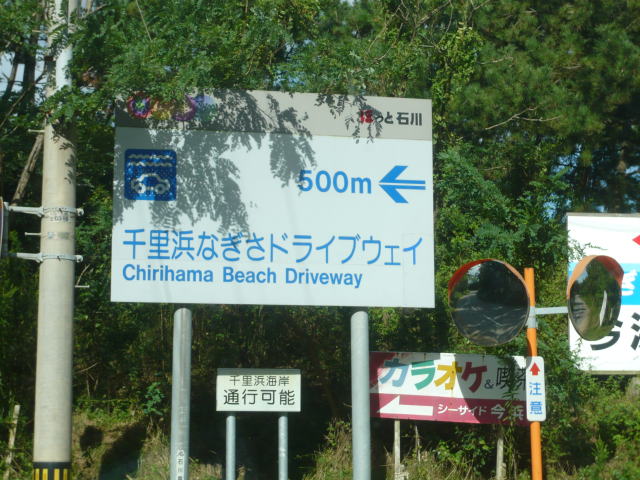 ほっと石川
500m
千里浜なぎさドライブウェイ
Chirihama Beach Driveway
千里浜海岸
通行可能
カラオケ&喫
シーサイド今浜
注意
今